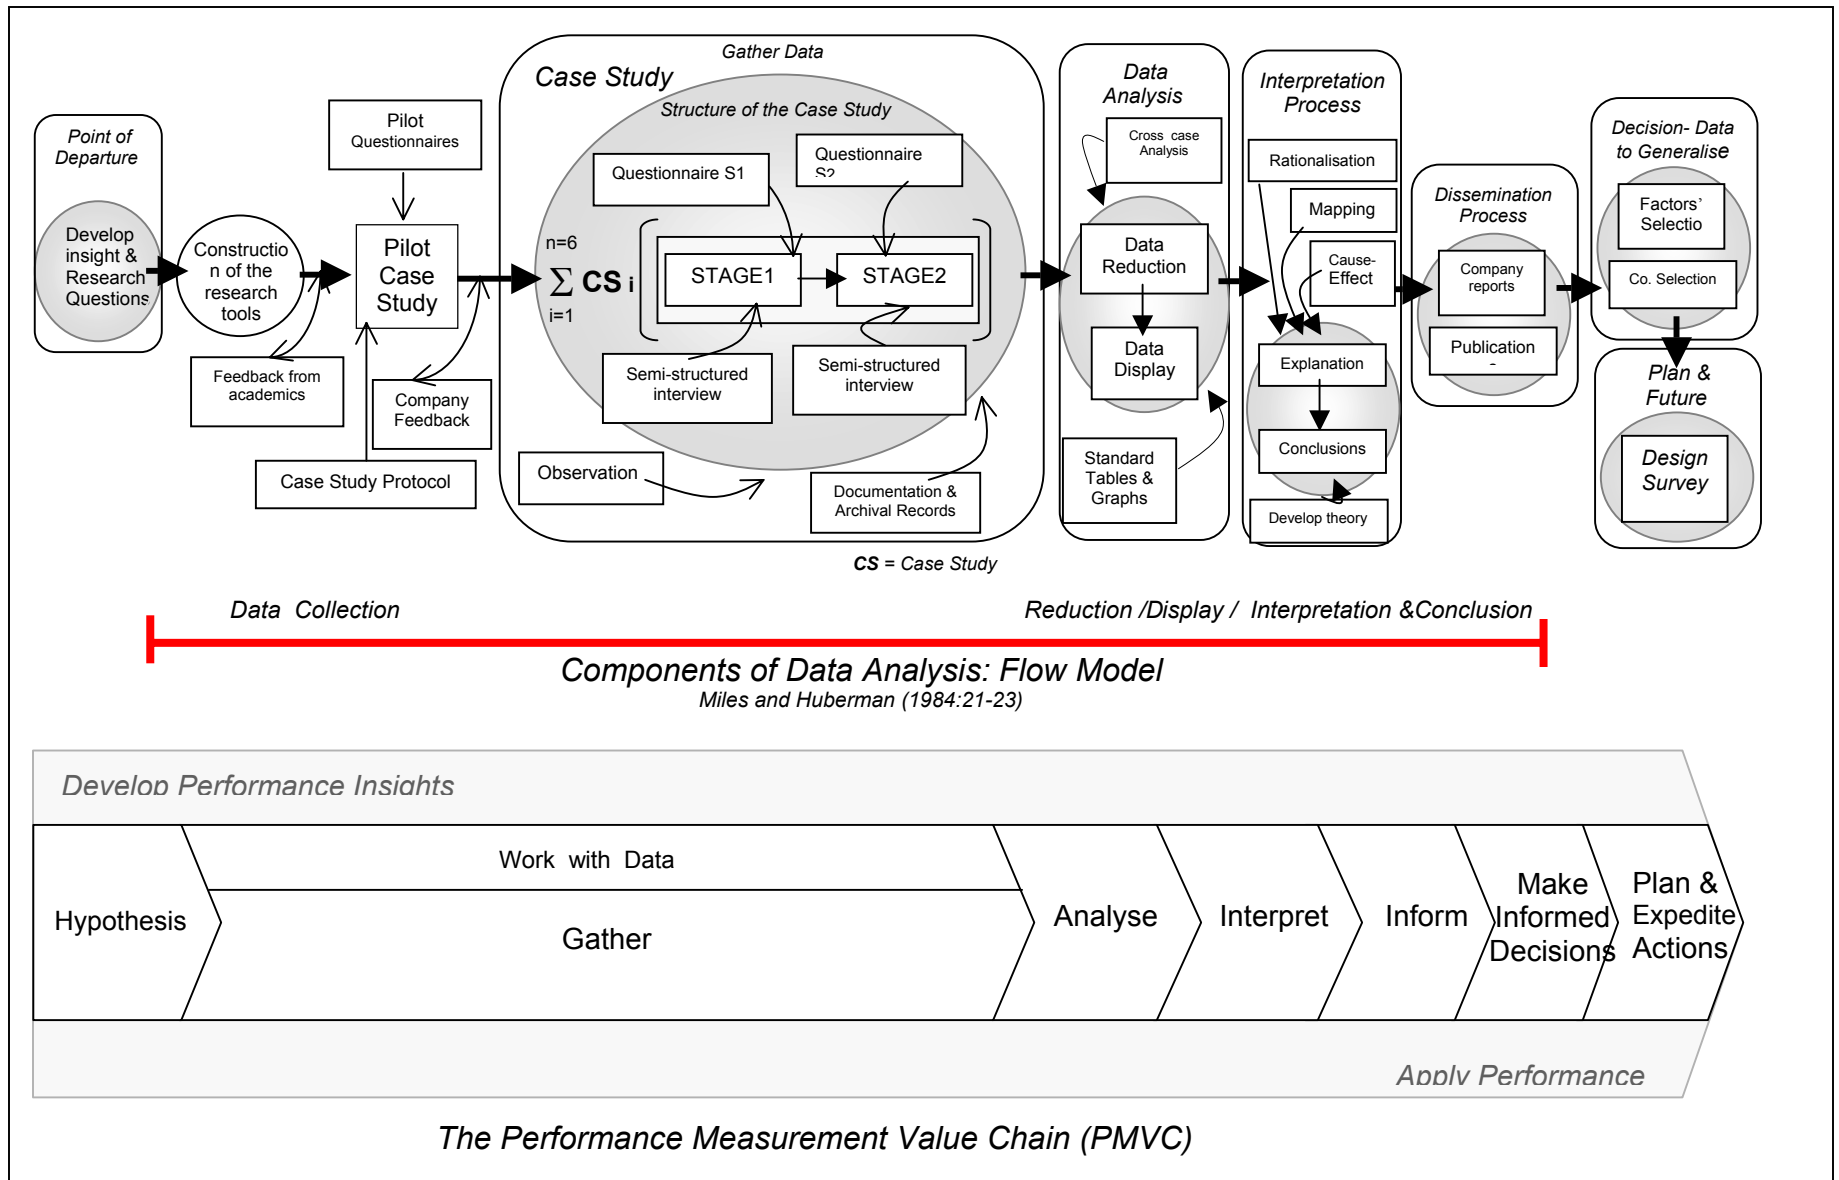 Point of
Departure
Develop
insight &
Research
Questions
Constructio
n of the
research
tools
Feedback from
academics
Pilot
Questionnaires
Pilot
Case
Study
Company
Feedback
Case Study Protocol
Gather Data
Case Study
Structure of the Case Study
Questionnaire S1
Questionnaire
S2
n=6
∑ CS i
i=1
STAGE1
STAGE2
Semi-structured
interview
Semi-structured
interview
Observation
Documentation &
Archival Records
CS = Case Study
Data
Analysis
Cross case
Analysis
Data
Reduction
Data
Display
Standard
Tables &
Graphs
Interpretation
Process
Rationalisation
Mapping
Cause-
Effect
Explanation
Conclusions
Develop theory
Dissemination
Process
Company
reports
Publication
Decision- Data
to Generalise
Factors'
Selectio
Co. Selection
Plan &
Future
Design
Survey
Data Collection
Reduction /Display / Interpretation &Conclusion
Components of Data Analysis: Flow Model
Miles and Huberman (1984:21-23)
Develop Performance Insights
Hypothesis
Work with Data
Gather
Analyse
Interpret
Inform
Make
Informed
Decisions
Plan &
Expedite
Actions
Apply Performance
The Performance Measurement Value Chain (PMVC)